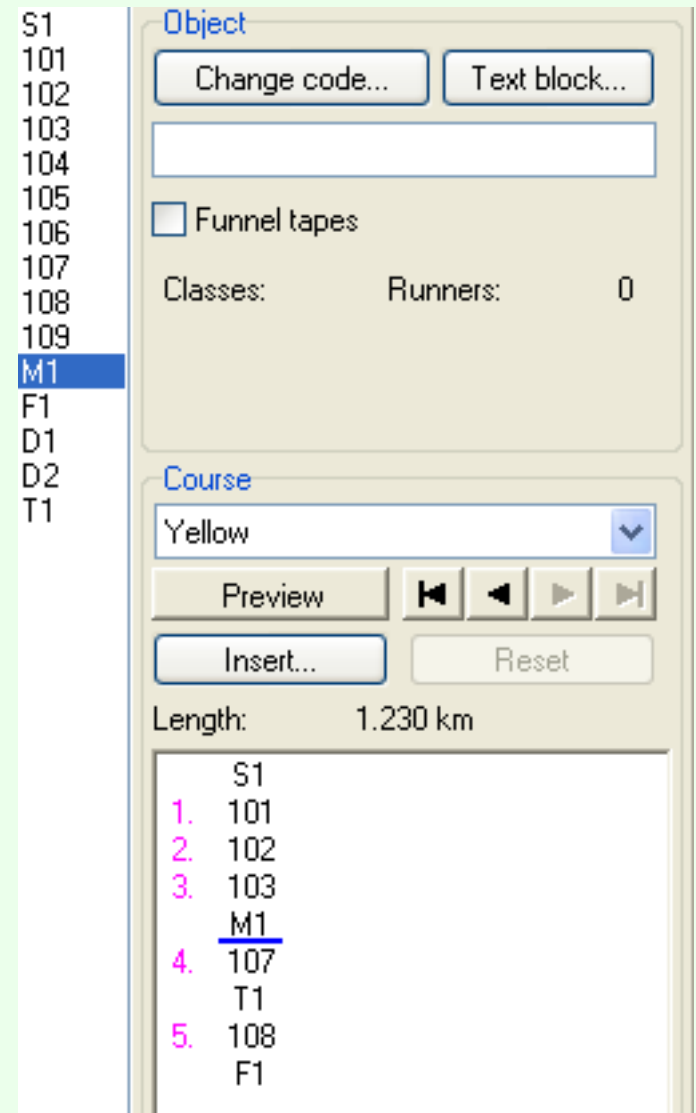 S1
101
102
103
104
105
106
107
108
109
M1
F1
D1
D2
T1
Object
Change code... Text block...
Funnel tapes
Classes: Runners: 0
Course
Yellow
Preview
Insert... Reset
Length: 1.230 km
S1
1. 101
2. 102
3. 103
M1
4. 107
T1
5. 108
F1